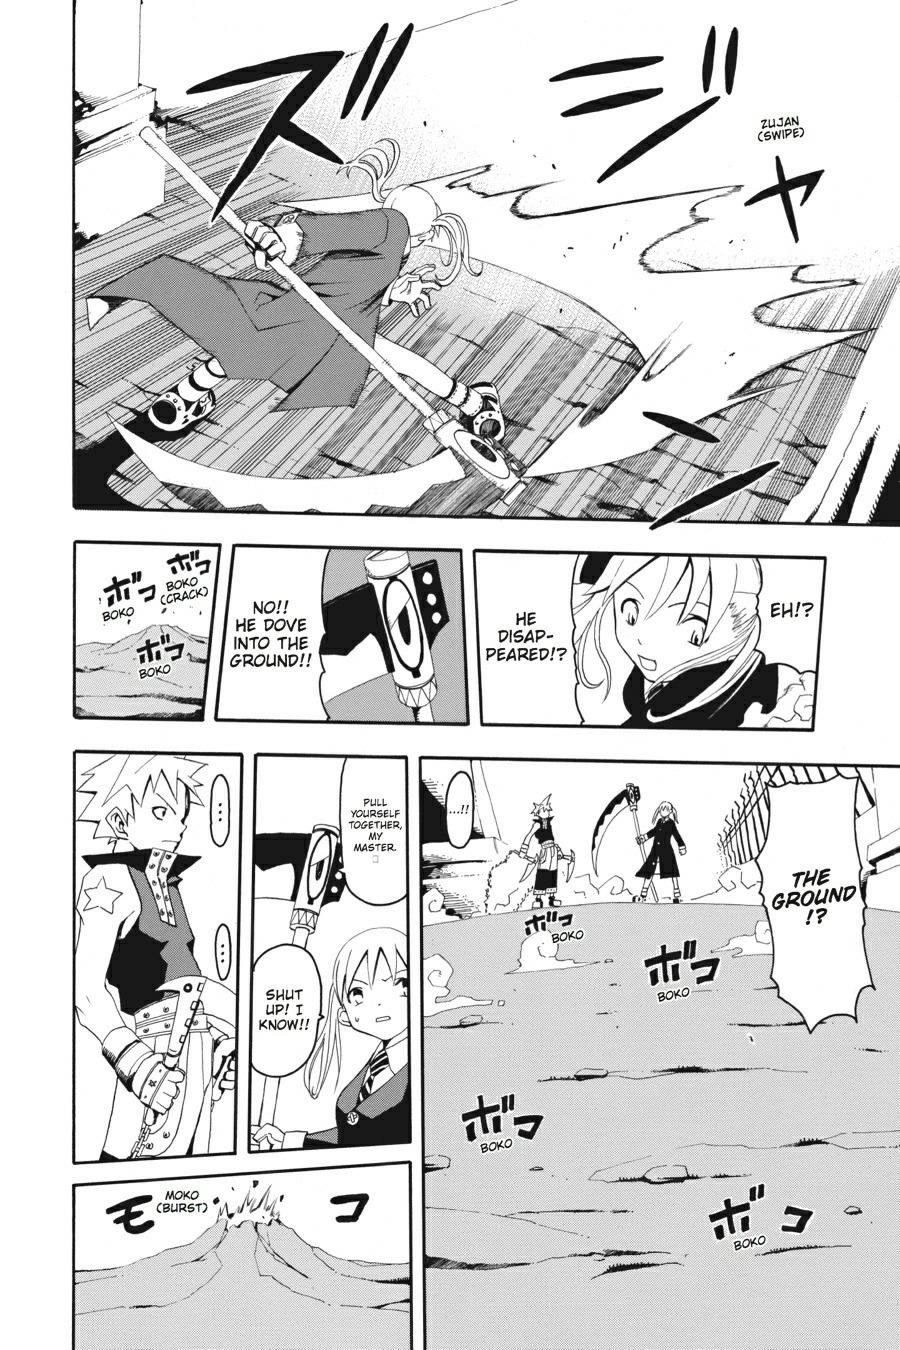 ズジャ
ZUJAN
(SWIPE)
EH!?
HE
DISAP-
PEARED!?
NO!!
HE DOVE
INTO THE
GROUND!!
ボコ
BOKO
(CRACK)
ボコ
BOKO
ボコ
BOKO
THE
GROUND
!?
...!!
ボコ
BOKO
ボコ
BOKO
ボコ
BOKO
ボコ
BOKO
PULL
YOURSELF
TOGETHER,
MY
MASTER.
SHUT
UP! I
KNOW!!
...
...
モコ
MOKO
(BURST)